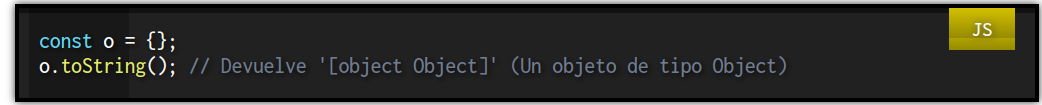 JS
const o = {};
o.toString(); // Devuelve '[object Object]' (Un objeto de tipo Object)